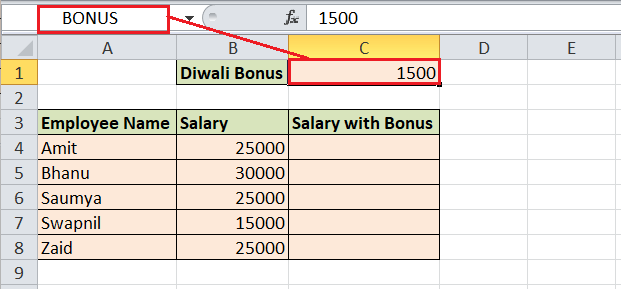 BONUS fx 1500
A B C D E
1 Diwali Bonus 1500
2
3 Employee Name Salary Salary with Bonus
4 Amit 25000
5 Bhanu 30000
6 Saumya 25000
7 Swapnil 15000
8 Zaid 25000
9